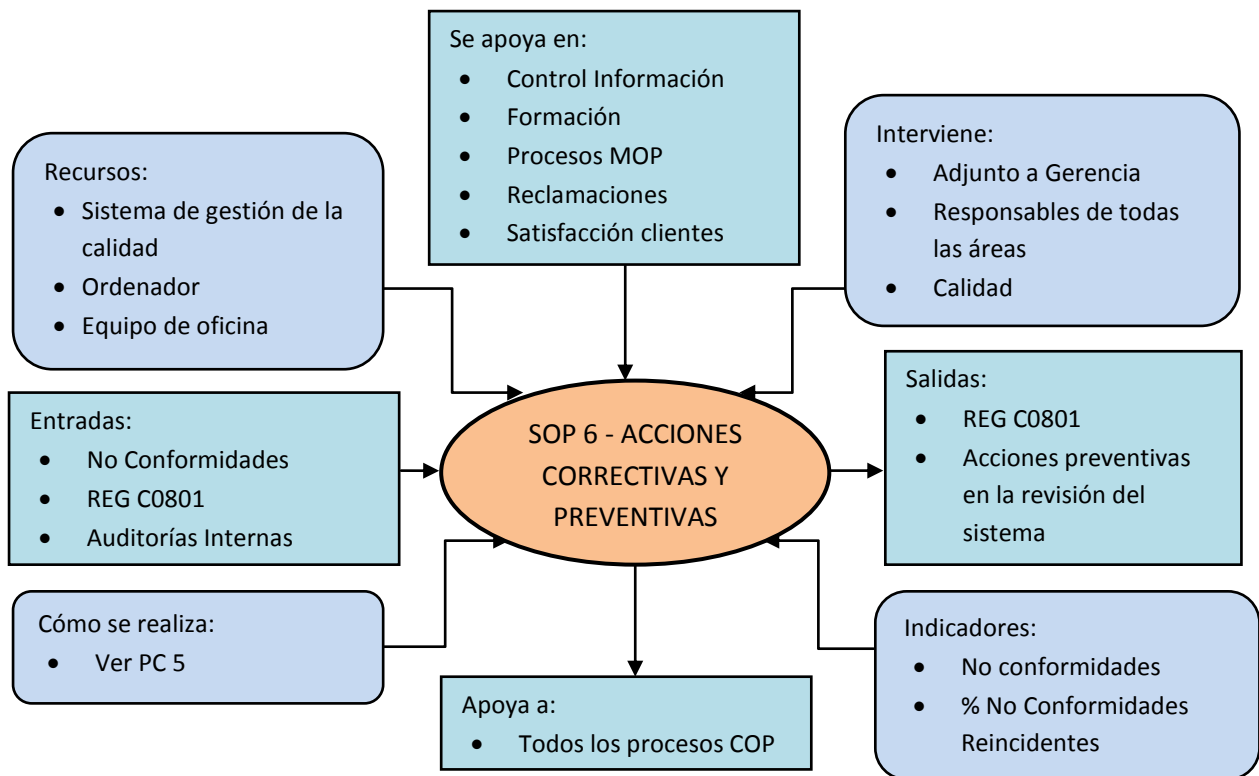 Se apoya en:
• Control Información
• Formación
• Procesos MOP
• Reclamaciones
• Satisfacción clientes
Recursos:
• Sistema de gestión de la
calidad
• Ordenador
• Equipo de oficina
Interviene:
• Adjunto a Gerencia
• Responsables de todas
las áreas
• Calidad
Entradas:
• No Conformidades
• REG C0801
• Auditorías Internas
SOP 6 - ACCIONES
CORRECTIVAS Y
PREVENTIVAS
Salidas:
• REG C0801
• Acciones preventivas
en la revisión del
sistema
Cómo se realiza:
• Ver PC 5
Apoya a:
• Todos los procesos COP
Indicadores:
• No conformidades
• % No Conformidades
Reincidentes